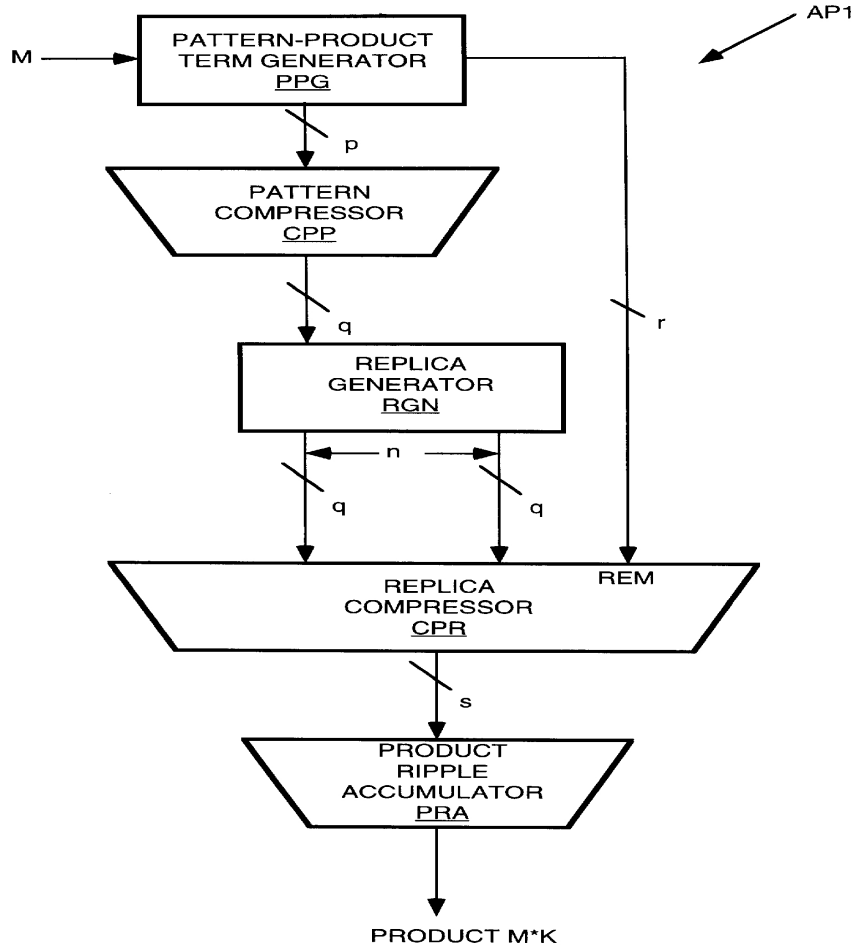 AP1
PATTERN-PRODUCT
TERM GENERATOR
PPG
M
p
PATTERN
COMPRESSOR
CPP
q
r
REPLICA
GENERATOR
RGN
n
q
q
REM
REPLICA
COMPRESSOR
CPR
s
PRODUCT
RIPPLE
ACCUMULATOR
PRA
PRODUCT M*K